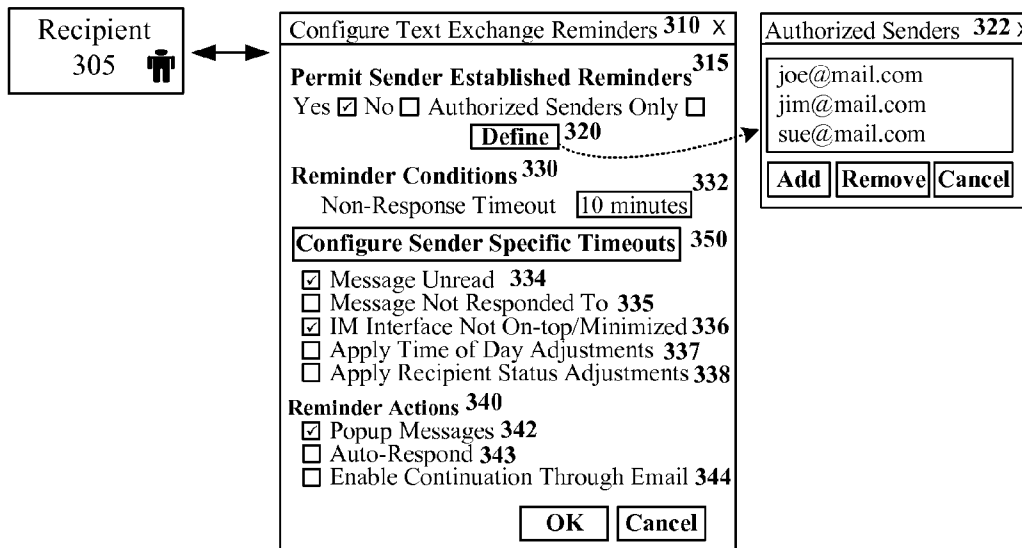 Recipient
305
Configure Text Exchange Reminders 310 X
Permit Sender Established Reminders 315
Yes ☑ No ☐ Authorized Senders Only ☐
Define 320
Reminder Conditions 330
Non-Response Timeout 10 minutes 332
Configure Sender Specific Timeouts 350
☑ Message Unread 334
☐ Message Not Responded To 335
☑ IM Interface Not On-top/Minimized 336
☐ Apply Time of Day Adjustments 337
☐ Apply Recipient Status Adjustments 338
Reminder Actions 340
☑ Popup Messages 342
☐ Auto-Respond 343
☐ Enable Continuation Through Email 344
OK Cancel
Authorized Senders 322 X
joe@mail.com
jim@mail.com
sue@mail.com
Add Remove Cancel